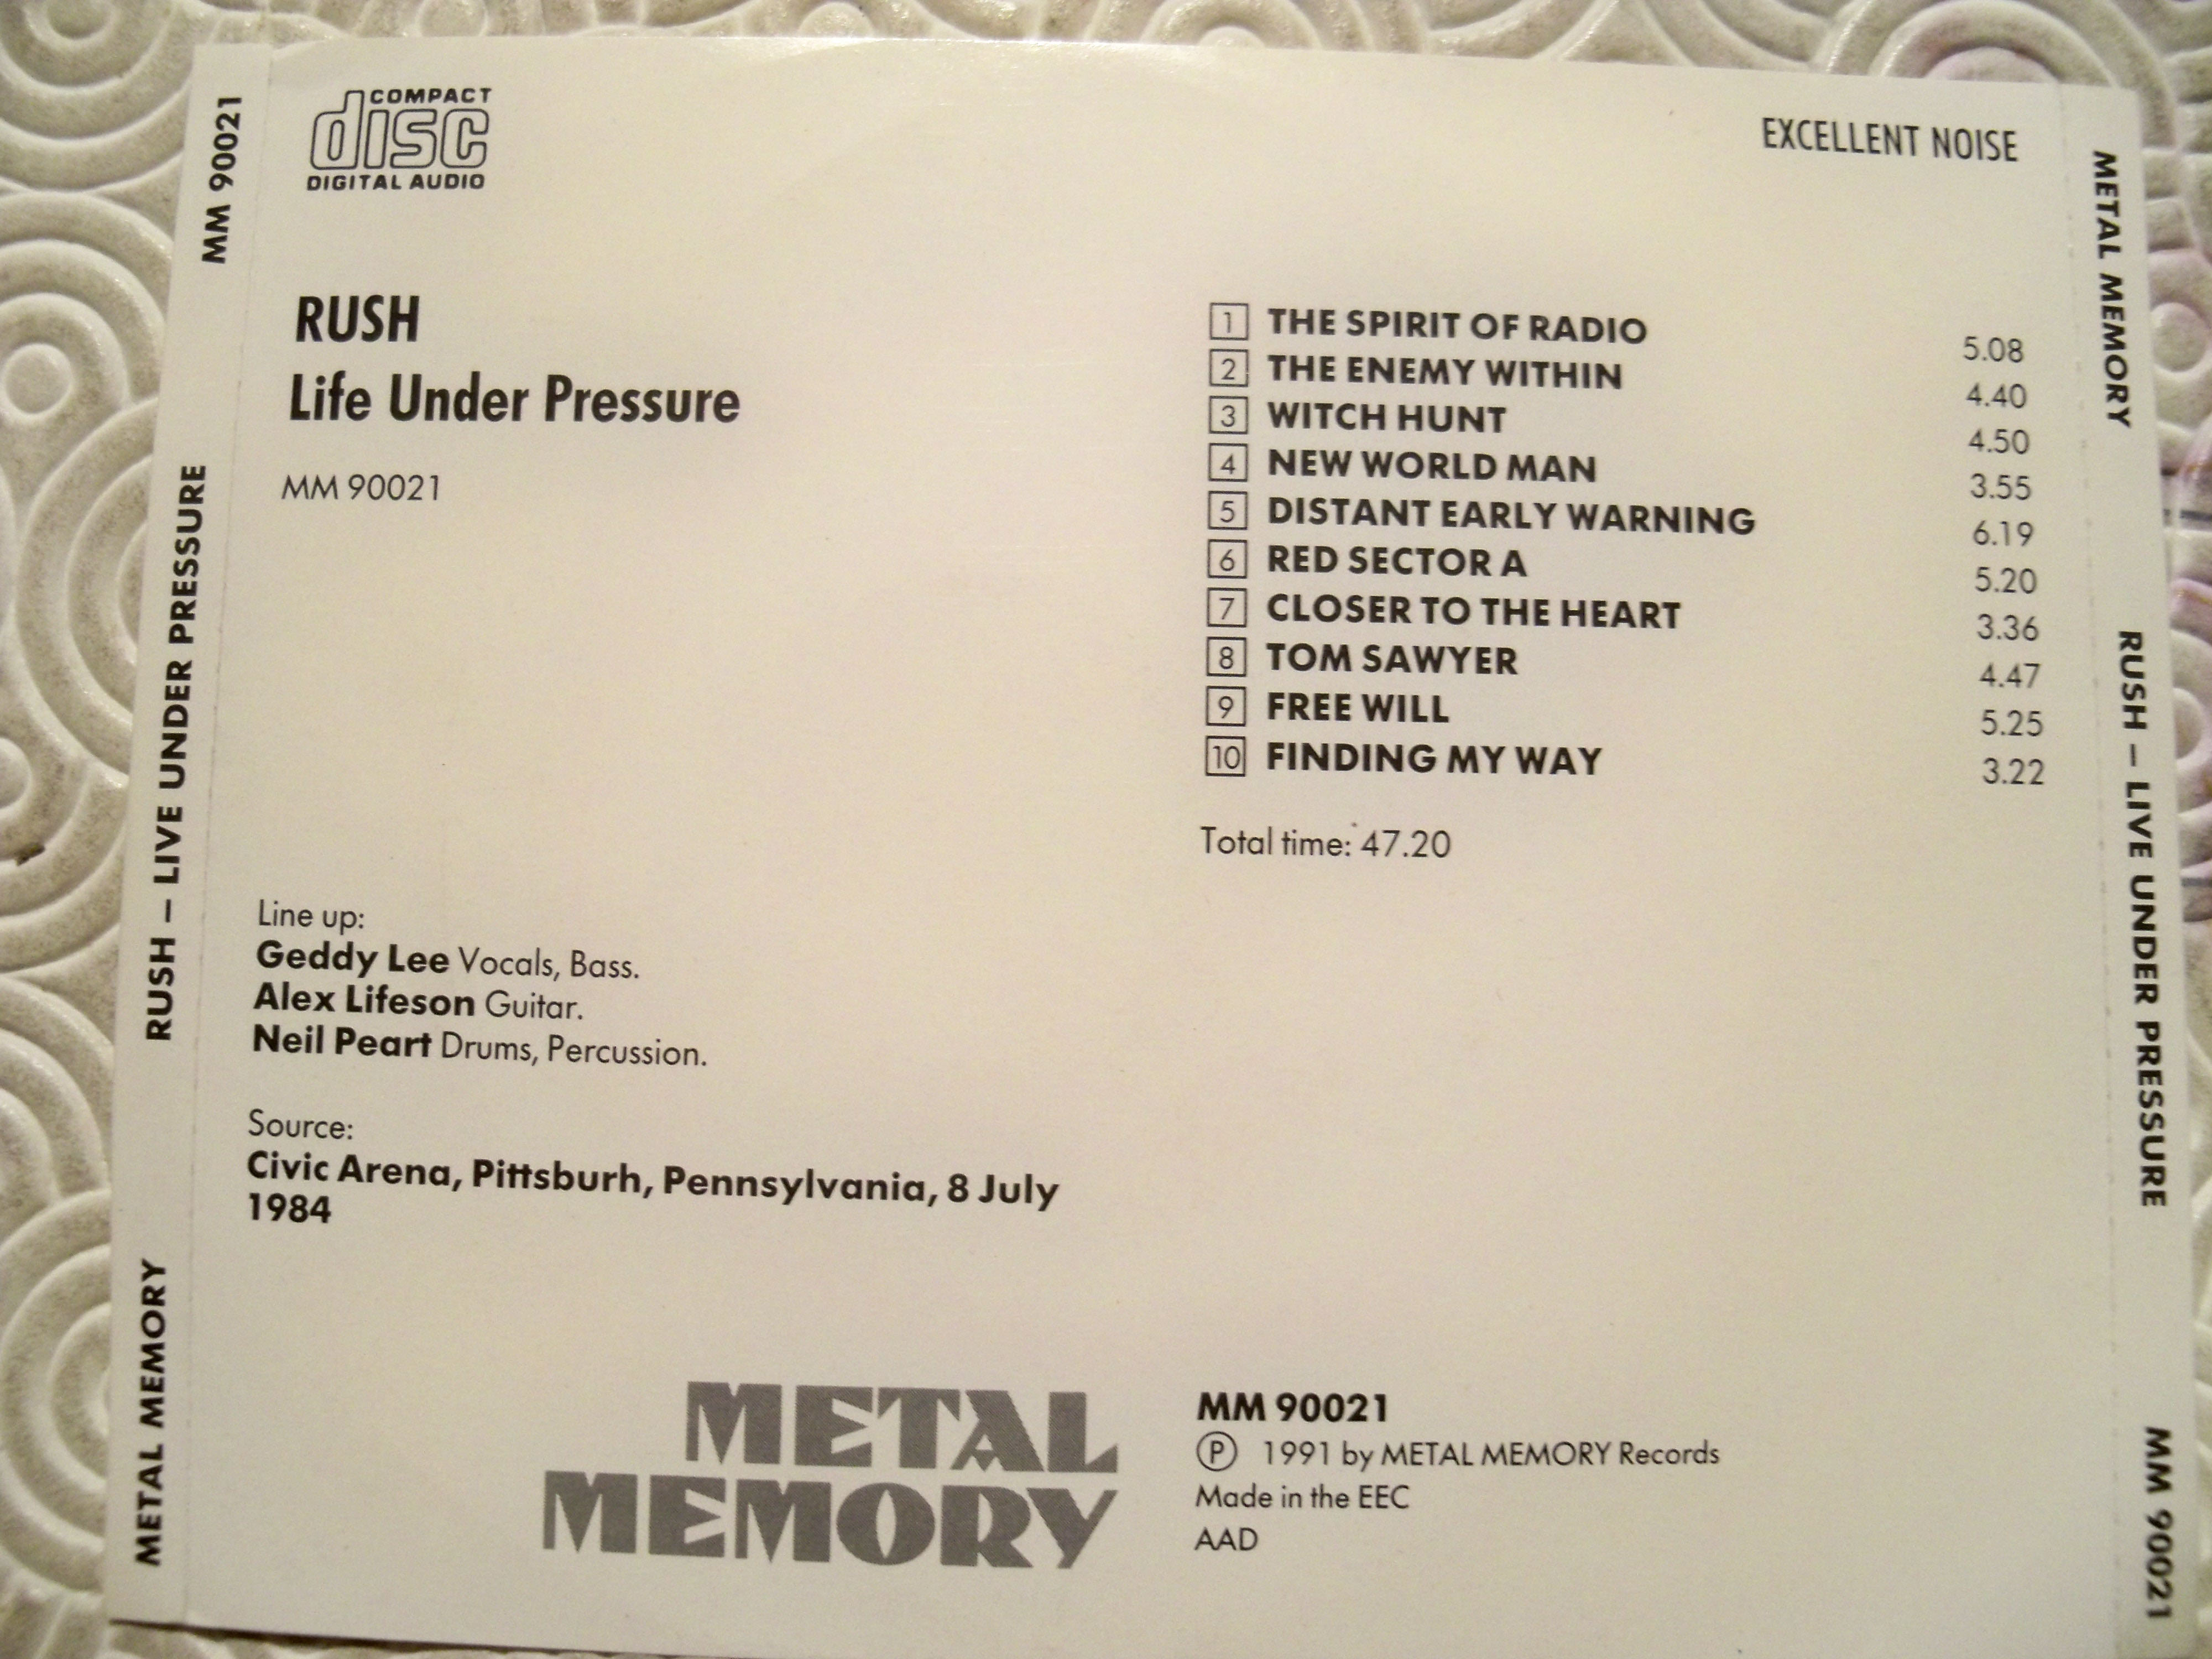 MM 90021
RUSH – LIVE UNDER PRESSURE
METAL MEMORY
COMPACT
disc
DIGITAL AUDIO
EXCELLENT NOISE
RUSH
Life Under Pressure
MM 90021
1 THE SPIRIT OF RADIO 5.08
2 THE ENEMY WITHIN 4.40
3 WITCH HUNT 4.50
4 NEW WORLD MAN 3.55
5 DISTANT EARLY WARNING 6.19
6 RED SECTOR A 5.20
7 CLOSER TO THE HEART 3.36
8 TOM SAWYER 4.47
9 FREE WILL 5.25
10 FINDING MY WAY 3.22
Total time: 47.20
Line up:
Geddy Lee Vocals, Bass.
Alex Lifeson Guitar.
Neil Peart Drums, Percussion.
Source:
Civic Arena, Pittsburh, Pennsylvania, 8 July
1984
METAL
MEMORY
MM 90021
Ⓟ 1991 by METAL MEMORY Records
Made in the EEC
AAD
METAL MEMORY
RUSH – LIVE UNDER PRESSURE
MM 90021